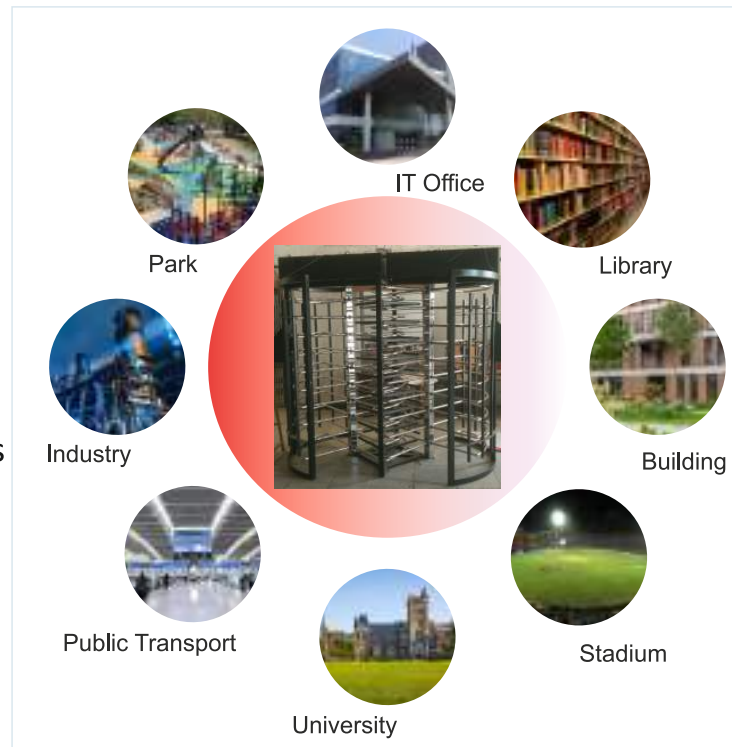 IT Office
Park
Library
s
Industry
Building
Public Transport
Stadium
University